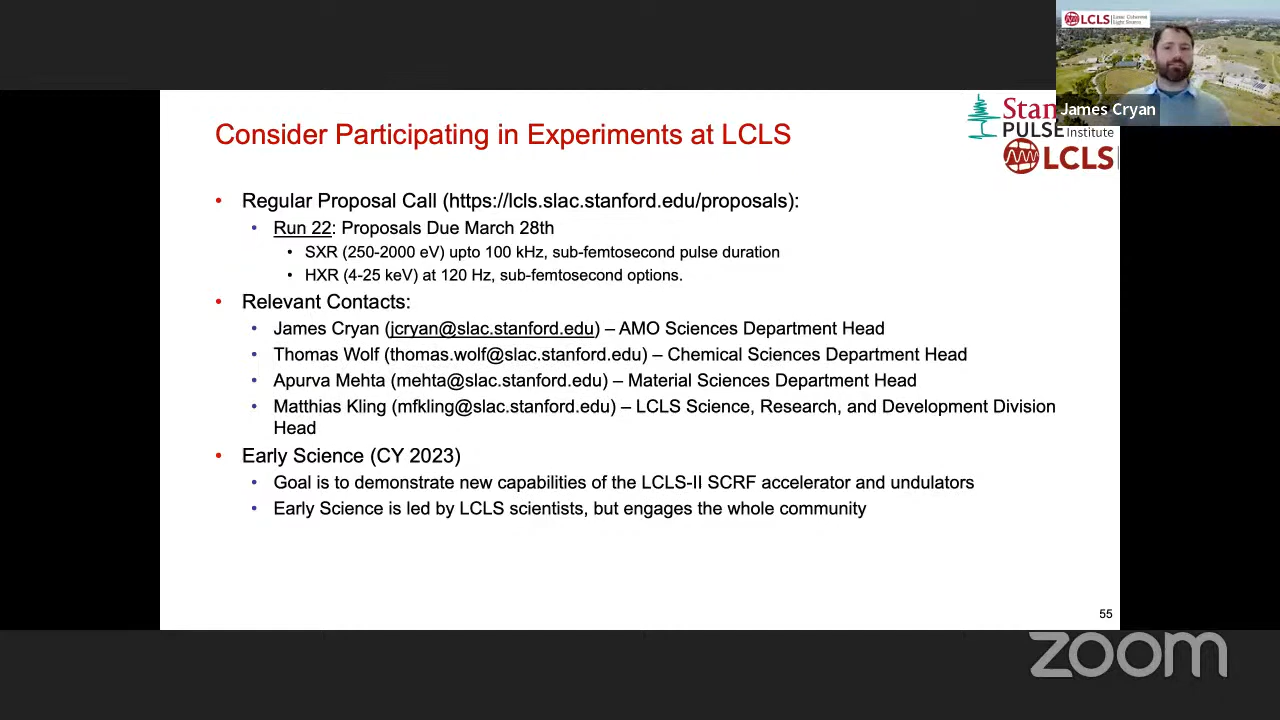 LCLS Linac Coherent
Light Source
James Cryan
Stan
PULSE Institute
LCLS
Consider Participating in Experiments at LCLS
• Regular Proposal Call (https://lcls.slac.stanford.edu/proposals):
• Run 22: Proposals Due March 28th
• SXR (250-2000 eV) upto 100 kHz, sub-femtosecond pulse duration
• HXR (4-25 keV) at 120 Hz, sub-femtosecond options.
• Relevant Contacts:
• James Cryan (jcryan@slac.stanford.edu) – AMO Sciences Department Head
• Thomas Wolf (thomas.wolf@slac.stanford.edu) – Chemical Sciences Department Head
• Apurva Mehta (mehta@slac.stanford.edu) – Material Sciences Department Head
• Matthias Kling (mfkling@slac.stanford.edu) – LCLS Science, Research, and Development Division
Head
• Early Science (CY 2023)
• Goal is to demonstrate new capabilities of the LCLS-II SCRF accelerator and undulators
• Early Science is led by LCLS scientists, but engages the whole community
55
zoom